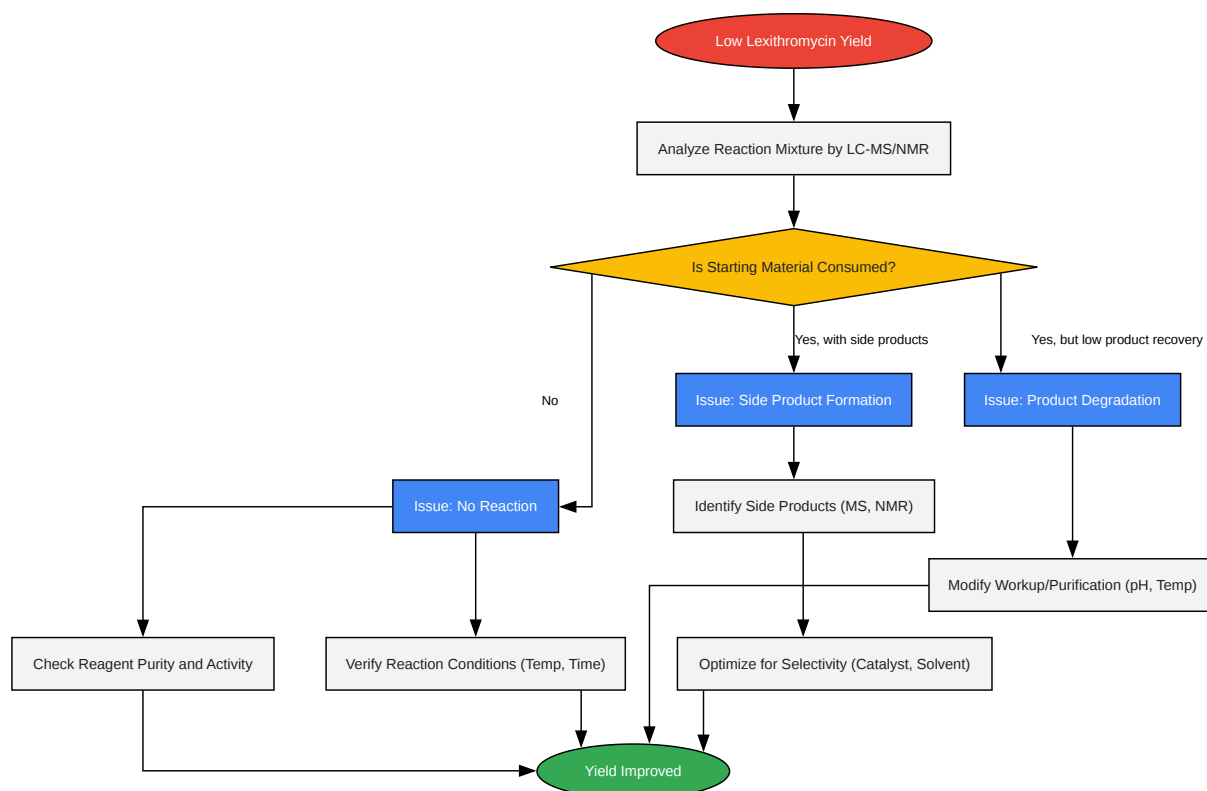 Low Lexithromycin Yield
Analyze Reaction Mixture by LC-MS/NMR
Is Starting Material Consumed?
Yes, with side products
Yes, but low product recovery
No
Issue: Side Product Formation
Issue: Product Degradation
Issue: No Reaction
Identify Side Products (MS, NMR)
Modify Workup/Purification (pH, Temp)
Check Reagent Purity and Activity
Verify Reaction Conditions (Temp, Time)
Optimize for Selectivity (Catalyst, Solvent)
Yield Improved